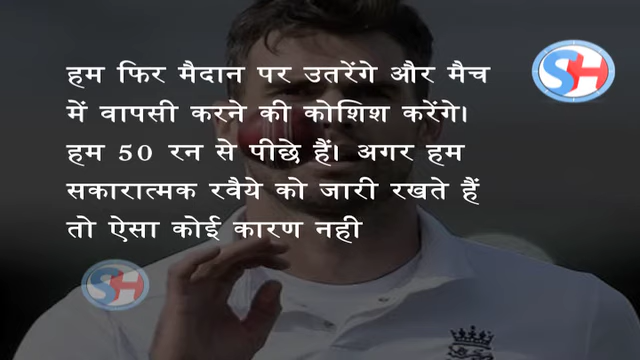 हम फिर मैदान पर उतरेंगे और मैच
में वापसी करने की कोशिश करेंगे।
हम 50 रन से पीछे हैं। अगर हम
सकारात्मक रवैये को जारी रखते हैं
तो ऐसा कोई कारण नही
SH
SH